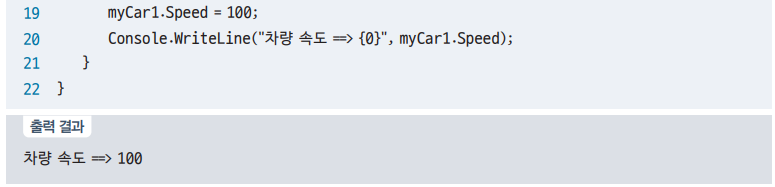 19 myCar1.Speed = 100;
20 Console.WriteLine("차량 속도 ==> {0}", myCar1.Speed);
21 }
22 }
출력 결과
차량 속도 ==> 100